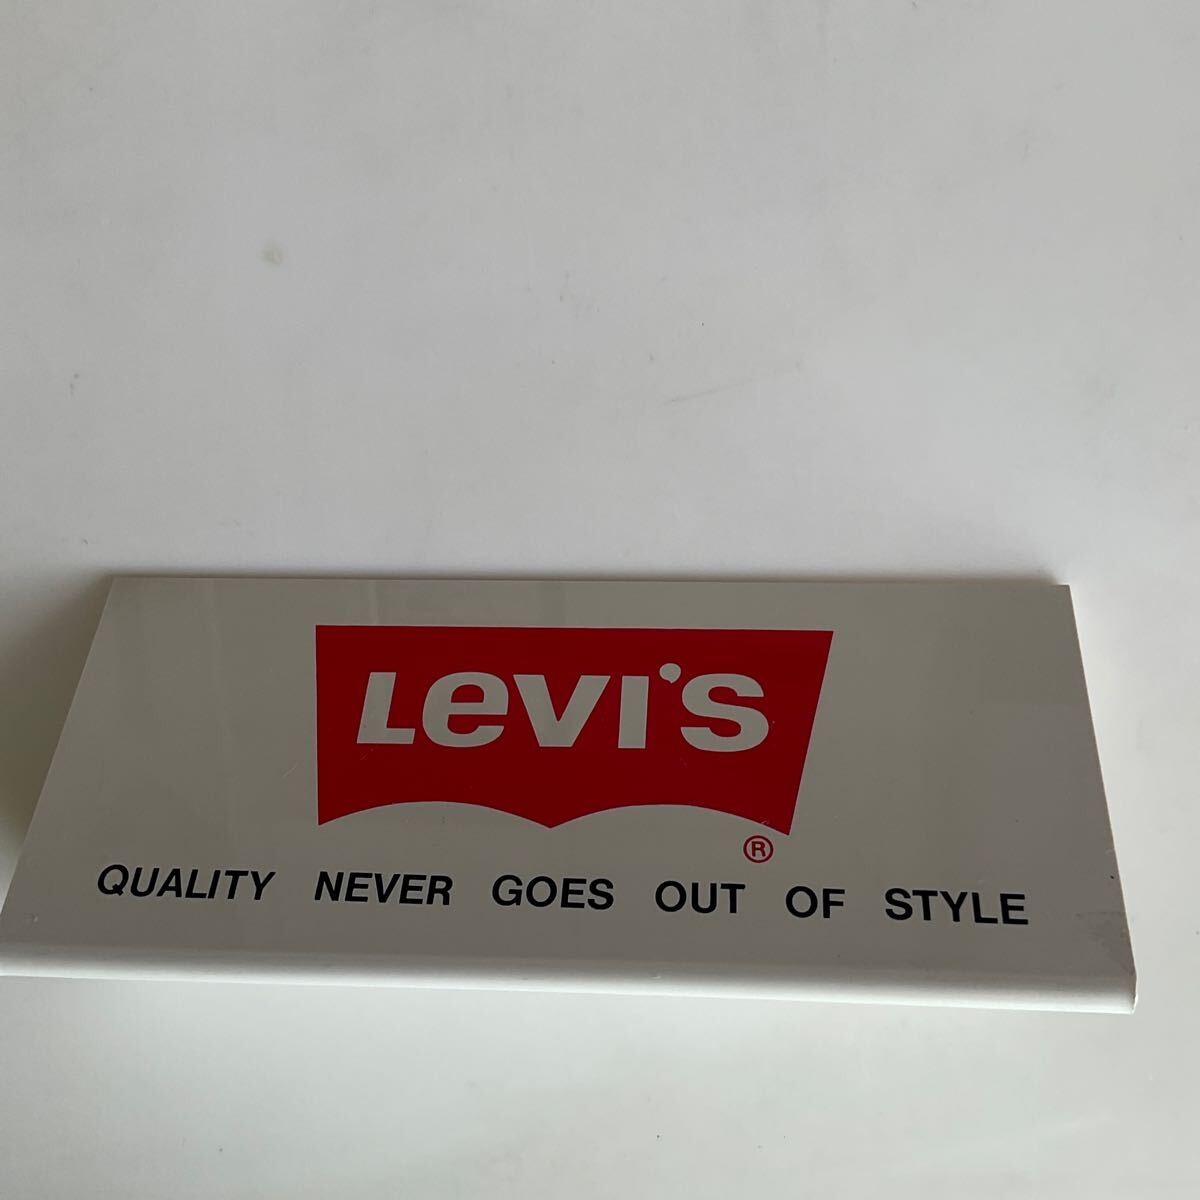 Levi's
®
QUALITY NEVER GOES OUT OF STYLE